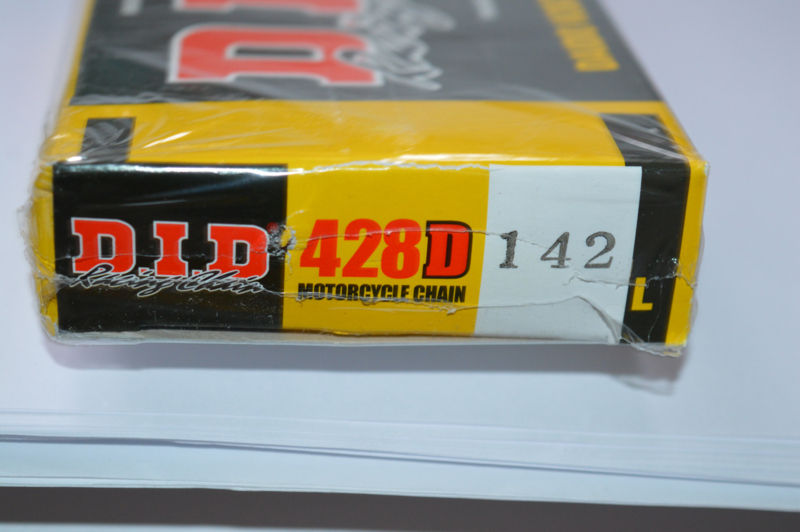 D.I.D
Racing Chain
428D
MOTORCYCLE CHAIN
142
L